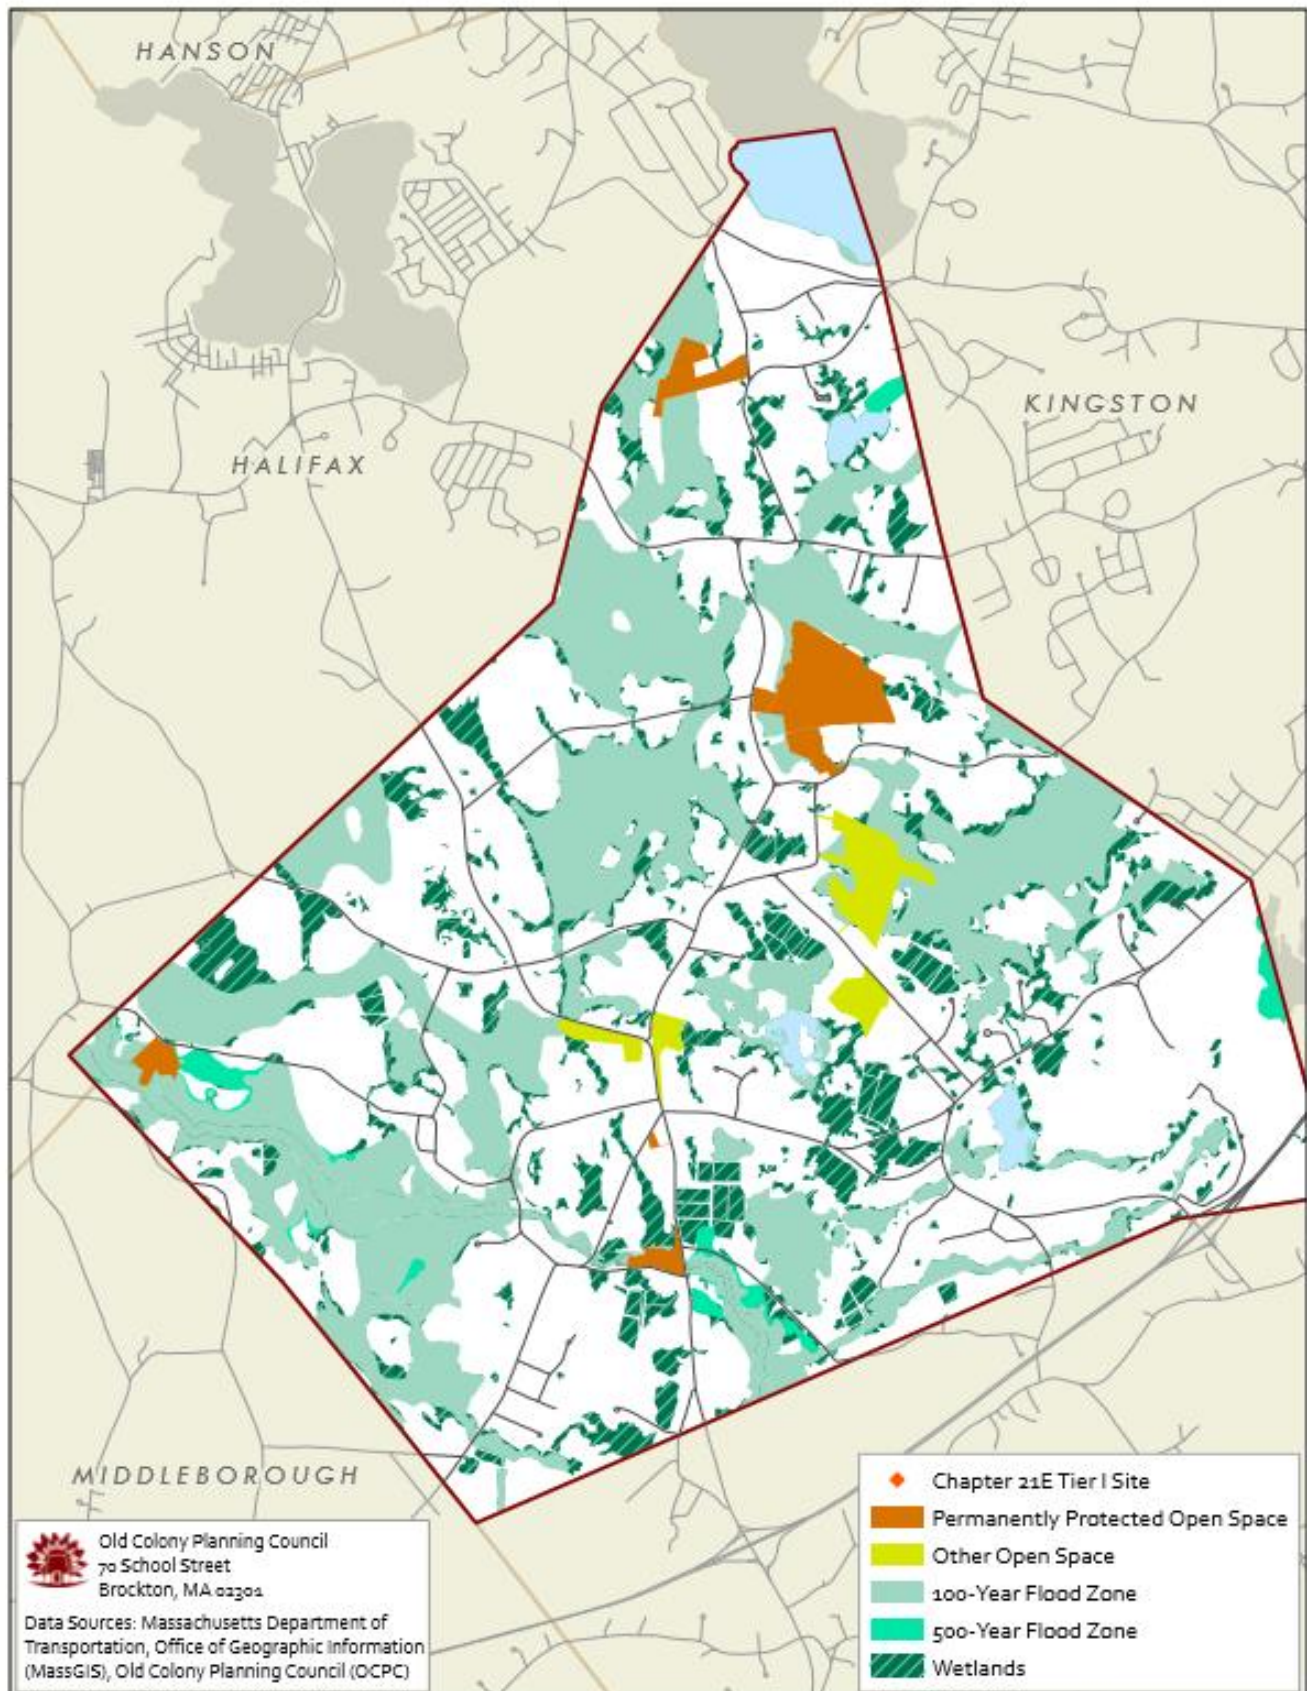 HANSON
KINGSTON
HALIFAX
MIDDLEBOROUGH
Old Colony Planning Council
70 School Street
Brockton, MA 02301
Data Sources: Massachusetts Department of
Transportation, Office of Geographic Information
(MassGIS), Old Colony Planning Council (OCPC)
Chapter 21E Tier I Site
Permanently Protected Open Space
Other Open Space
100-Year Flood Zone
500-Year Flood Zone
Wetlands